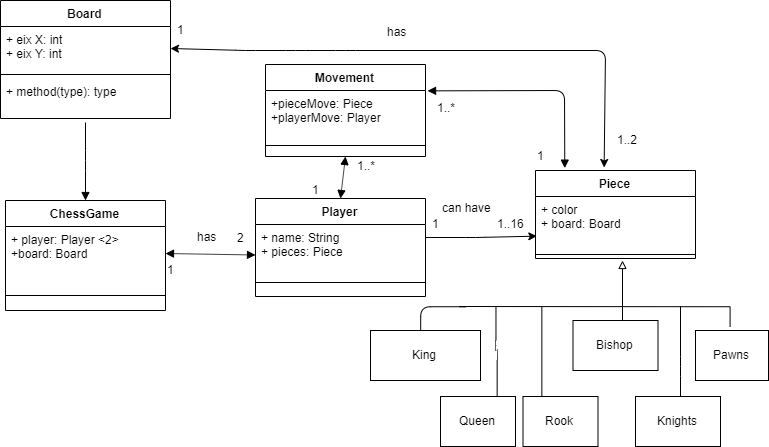 Board
+ eix X: int
+ eix Y: int
+ method(type): type
1
has
1..2
Movement
+pieceMove: Piece
+playerMove: Player
1..*
1
1..*
1
ChessGame
+ player: Player <2>
+board: Board
has
1
2
Player
+ name: String
+ pieces: Piece
can have
1
1..16
Piece
+ color
+ board: Board
King
Bishop
Pawns
Queen
Rook
Knights